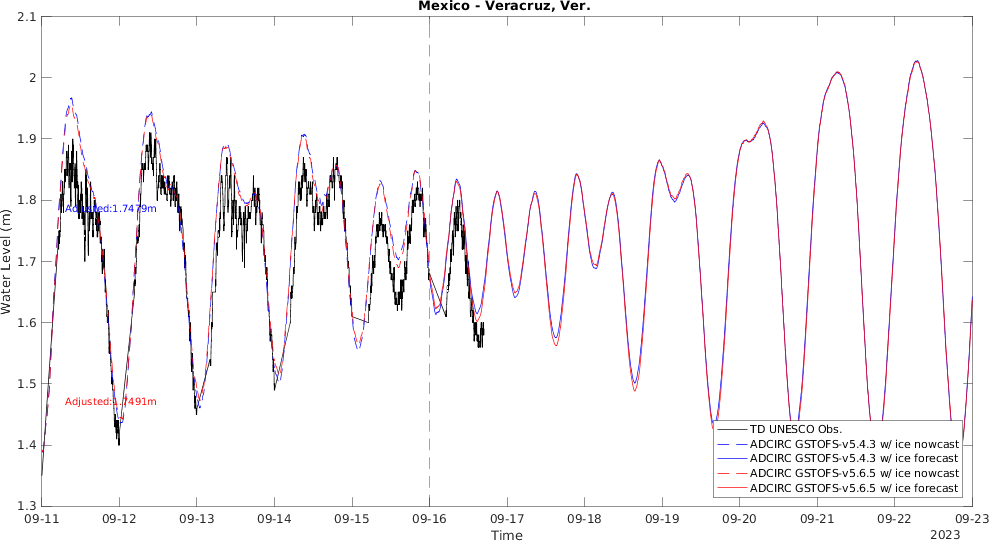 Mexico - Veracruz, Ver.
2.1
2
1.9
1.8
1.7
1.6
1.5
1.4
1.3
Water Level (m)
Adjusted:1.7479m
Adjusted:1.7491m
TD UNESCO Obs.
ADCIRC GSTOFS-v5.4.3 w/ ice nowcast
ADCIRC GSTOFS-v5.4.3 w/ ice forecast
ADCIRC GSTOFS-v5.6.5 w/ ice nowcast
ADCIRC GSTOFS-v5.6.5 w/ ice forecast
09-11 09-12 09-13 09-14 09-15 09-16 09-17 09-18 09-19 09-20 09-21 09-22 09-23
Time
2023